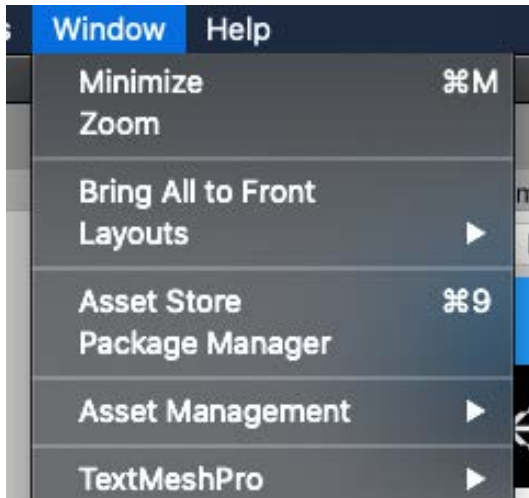 Window Help
Minimize ⌘M
Zoom
Bring All to Front
Layouts ▶
Asset Store ⌘9
Package Manager
Asset Management ▶
TextMeshPro ▶